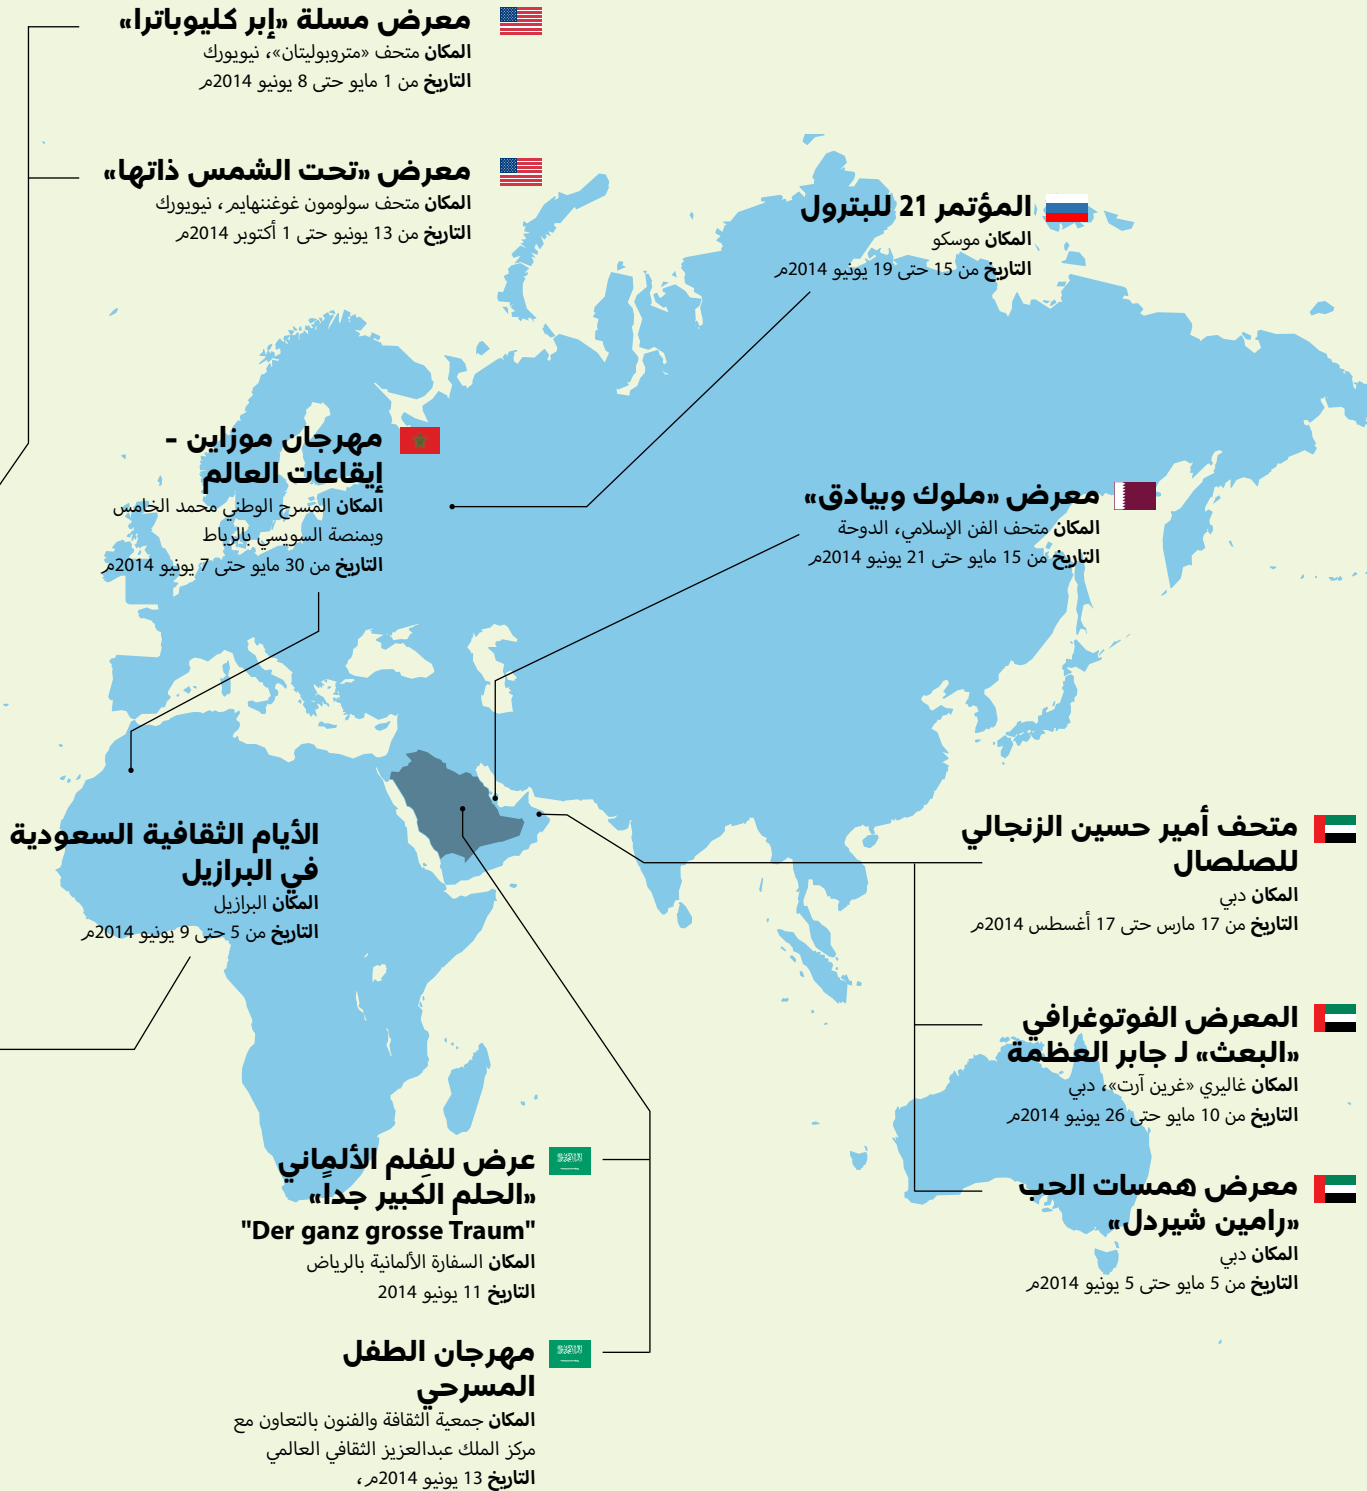 معرض مسلة «إبر كليوباترا»
المكان متحف «متروبوليتان»، نيويورك
التاريخ من 1 مايو حتى 8 يونيو 2014م
معرض «تحت الشمس ذاتها»
المكان متحف سولومون غوغنهايم، نيويورك
التاريخ من 13 يونيو حتى 1 أكتوبر 2014م
المؤتمر 21 للبترول
المكان موسكو
التاريخ من 15 حتى 19 يونيو 2014م
مهرجان موزاين -
إيقاعات العالم
المكان المسرح الوطني محمد الخامس
وبمنصة السويسي بالرباط
التاريخ من 30 مايو حتى 7 يونيو 2014م
معرض «ملوك وبيادق»
المكان متحف الفن الإسلامي، الدوحة
التاريخ من 15 مايو حتى 21 يونيو 2014م
متحف أمير حسين الزنجالي
للصلصال
المكان دبي
التاريخ من 17 مارس حتى 17 أغسطس 2014م
الأيام الثقافية السعودية
في البرازيل
المكان البرازيل
التاريخ من 5 حتى 9 يونيو 2014م
المعرض الفوتوغرافي
«البعث» لـ جابر العظمة
المكان غاليري «غرين آرت»، دبي
التاريخ من 10 مايو حتى 26 يونيو 2014م
معرض همسات الحب
«رامين شيردل»
المكان دبي
التاريخ من 5 مايو حتى 5 يونيو 2014م
عرض للفِلم الألماني
«الحلم الكبير جداً»
"Der ganz grosse Traum"
المكان السفارة الألمانية بالرياض
التاريخ 11 يونيو 2014
مهرجان الطفل
المسرحي
المكان جمعية الثقافة والفنون بالتعاون مع
مركز الملك عبدالعزيز الثقافي العالمي
التاريخ 13 يونيو 2014م،